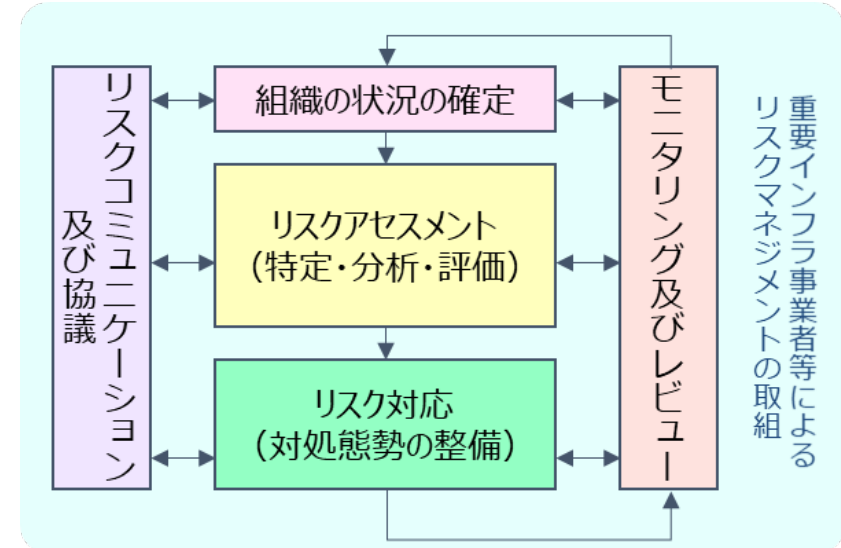 リスクコミュニケーション
及び協議
組織の状況の確定
リスクアセスメント
（特定・分析・評価）
リスク対応
（対処態勢の整備）
モニタリング及びレビュー
重要インフラ事業者等による
リスクマネジメントの取組